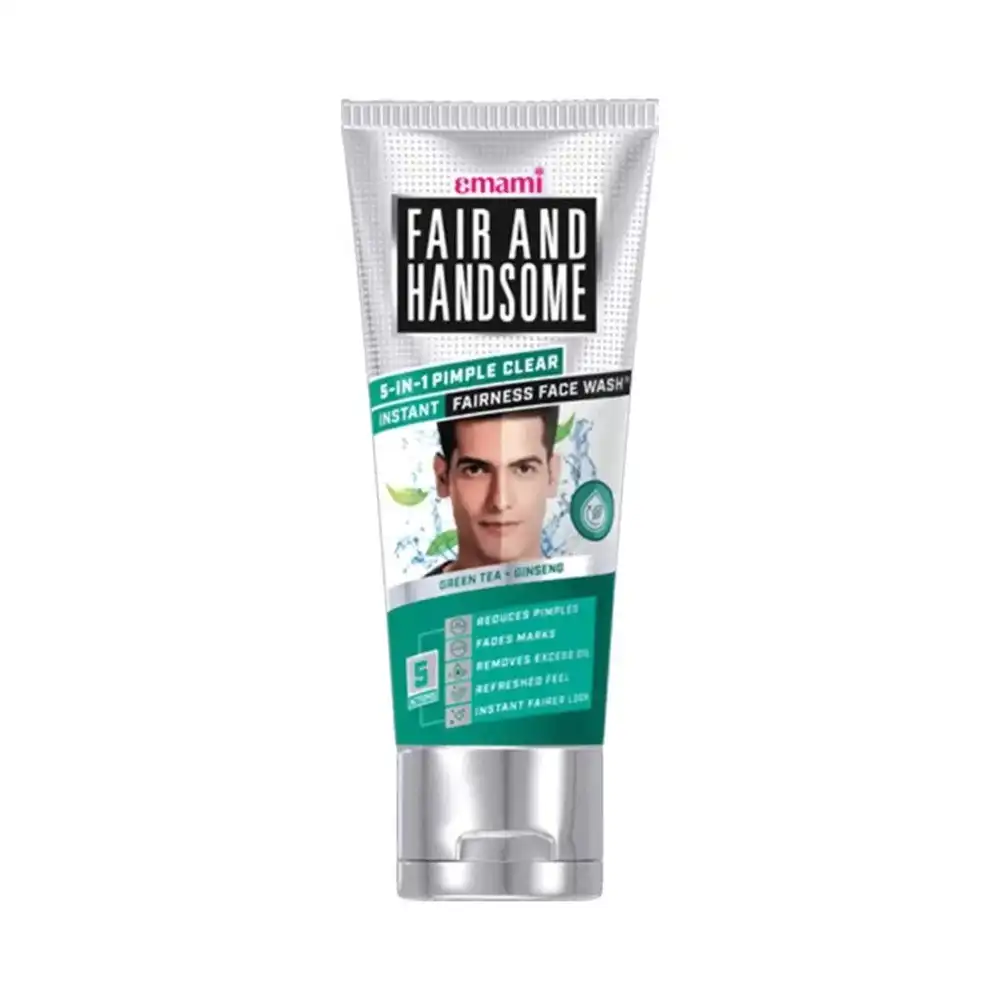 emami
FAIR AND
HANDSOME
5-IN-1 PIMPLE CLEAR
INSTANT FAIRNESS FACE WASH
GREEN TEA + GINSENG
5
REDUCES PIMPLES
FADES MARKS
REMOVES EXCESS OIL
REFRESHED FEEL
INSTANT FAIRER LOOK